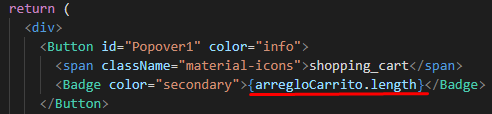 return (
<div>
<Button id="Popover1" color="info">
<span className="material-icons">shopping_cart</span>
<Badge color="secondary">{arregloCarrito.length}</Badge>
</Button>